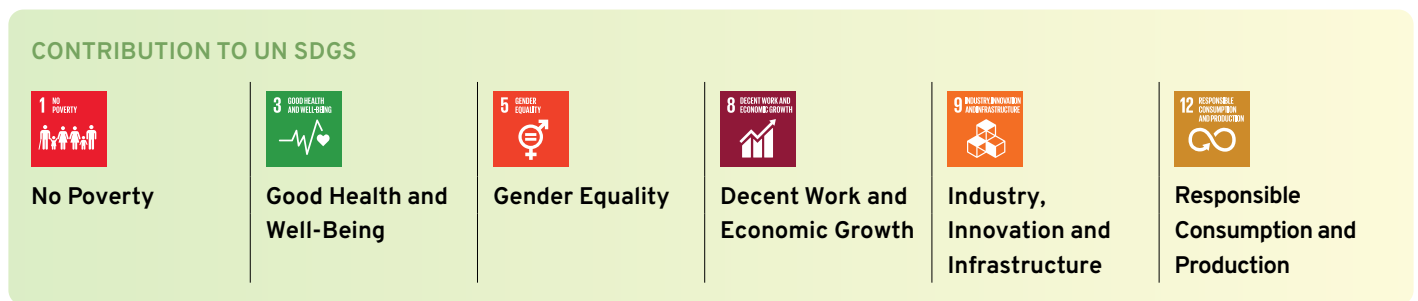 CONTRIBUTION TO UN SDGS
1 NO
POVERTY
No Poverty
3 GOOD HEALTH
AND WELL-BEING
Good Health and
Well-Being
5 GENDER
EQUALITY
Gender Equality
8 DECENT WORK AND
ECONOMIC GROWTH
Decent Work and
Economic Growth
9 INDUSTRY, INNOVATION
AND INFRASTRUCTURE
Industry,
Innovation and
Infrastructure
12 RESPONSIBLE
CONSUMPTION
AND PRODUCTION
Responsible
Consumption and
Production